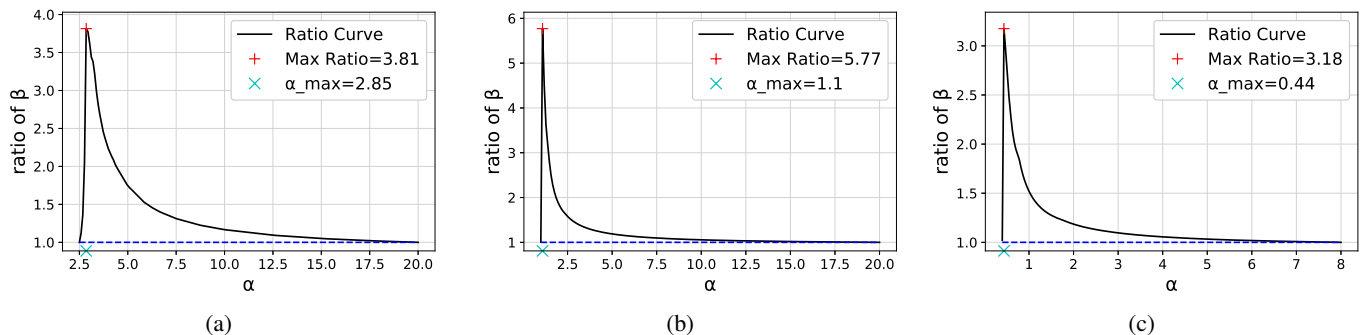 4.0
3.5
3.0
2.5
2.0
1.5
1.0
ratio of β
Ratio Curve
Max Ratio=3.81
α_max=2.85
2.5 5.0 7.5 10.0 12.5 15.0 17.5 20.0
α
(a)
6
5
4
3
2
1
ratio of β
Ratio Curve
Max Ratio=5.77
α_max=1.1
2.5 5.0 7.5 10.0 12.5 15.0 17.5 20.0
α
(b)
3.0
2.5
2.0
1.5
1.0
ratio of β
Ratio Curve
Max Ratio=3.18
α_max=0.44
1 2 3 4 5 6 7 8
α
(c)